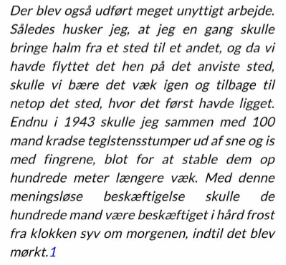 Der blev også udført meget unyttigt arbejde.
Således husker jeg, at jeg en gang skulle
bringe halm fra et sted til et andet, og da vi
havde flyttet det hen på det anviste sted,
skulle vi bære det væk igen og tilbage til
netop det sted, hvor det først havde ligget.
Endnu i 1943 skulle jeg sammen med 100
mand kradse teglstensstumper ud af sne og is
med fingrene, blot for at stable dem op
hundrede meter længere væk. Med denne
meningsløse beskæftigelse skulle de
hundrede mand være beskæftiget i hård frost
fra klokken syv om morgenen, indtil det blev
mørkt.1